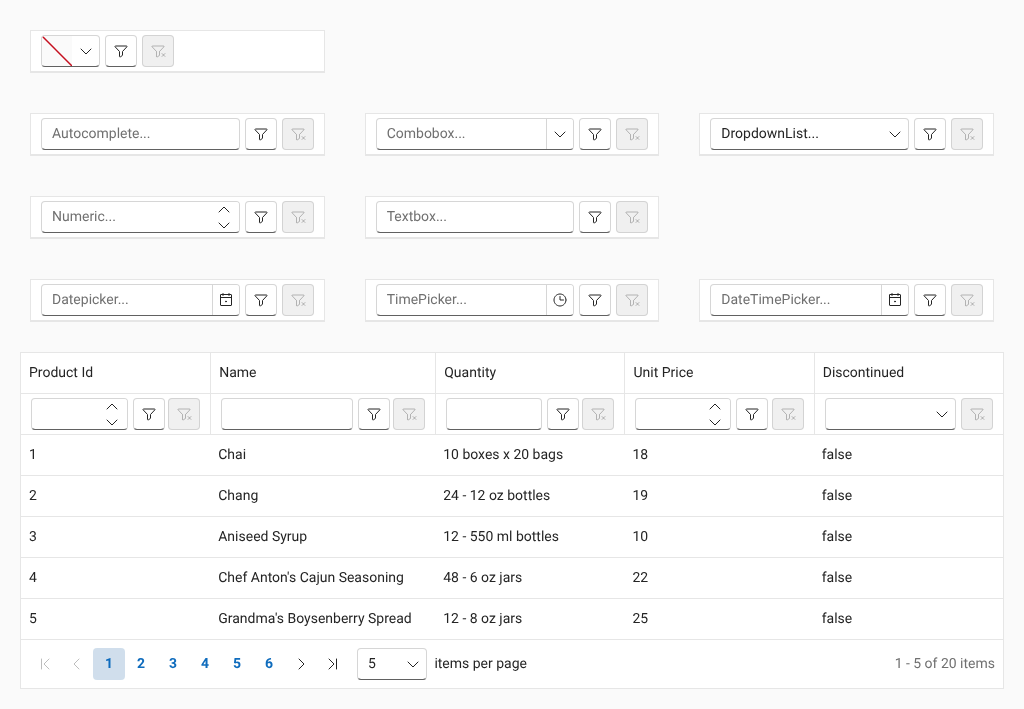 Autocomplete... Combobox... DropdownList...
Numeric... Textbox...
Datepicker... TimePicker... DateTimePicker...
Product Id Name Quantity Unit Price Discontinued
1 Chai 10 boxes x 20 bags 18 false
2 Chang 24 - 12 oz bottles 19 false
3 Aniseed Syrup 12 - 550 ml bottles 10 false
4 Chef Anton's Cajun Seasoning 48 - 6 oz jars 22 false
5 Grandma's Boysenberry Spread 12 - 8 oz jars 25 false
1 2 3 4 5 6 5 items per page 1 - 5 of 20 items